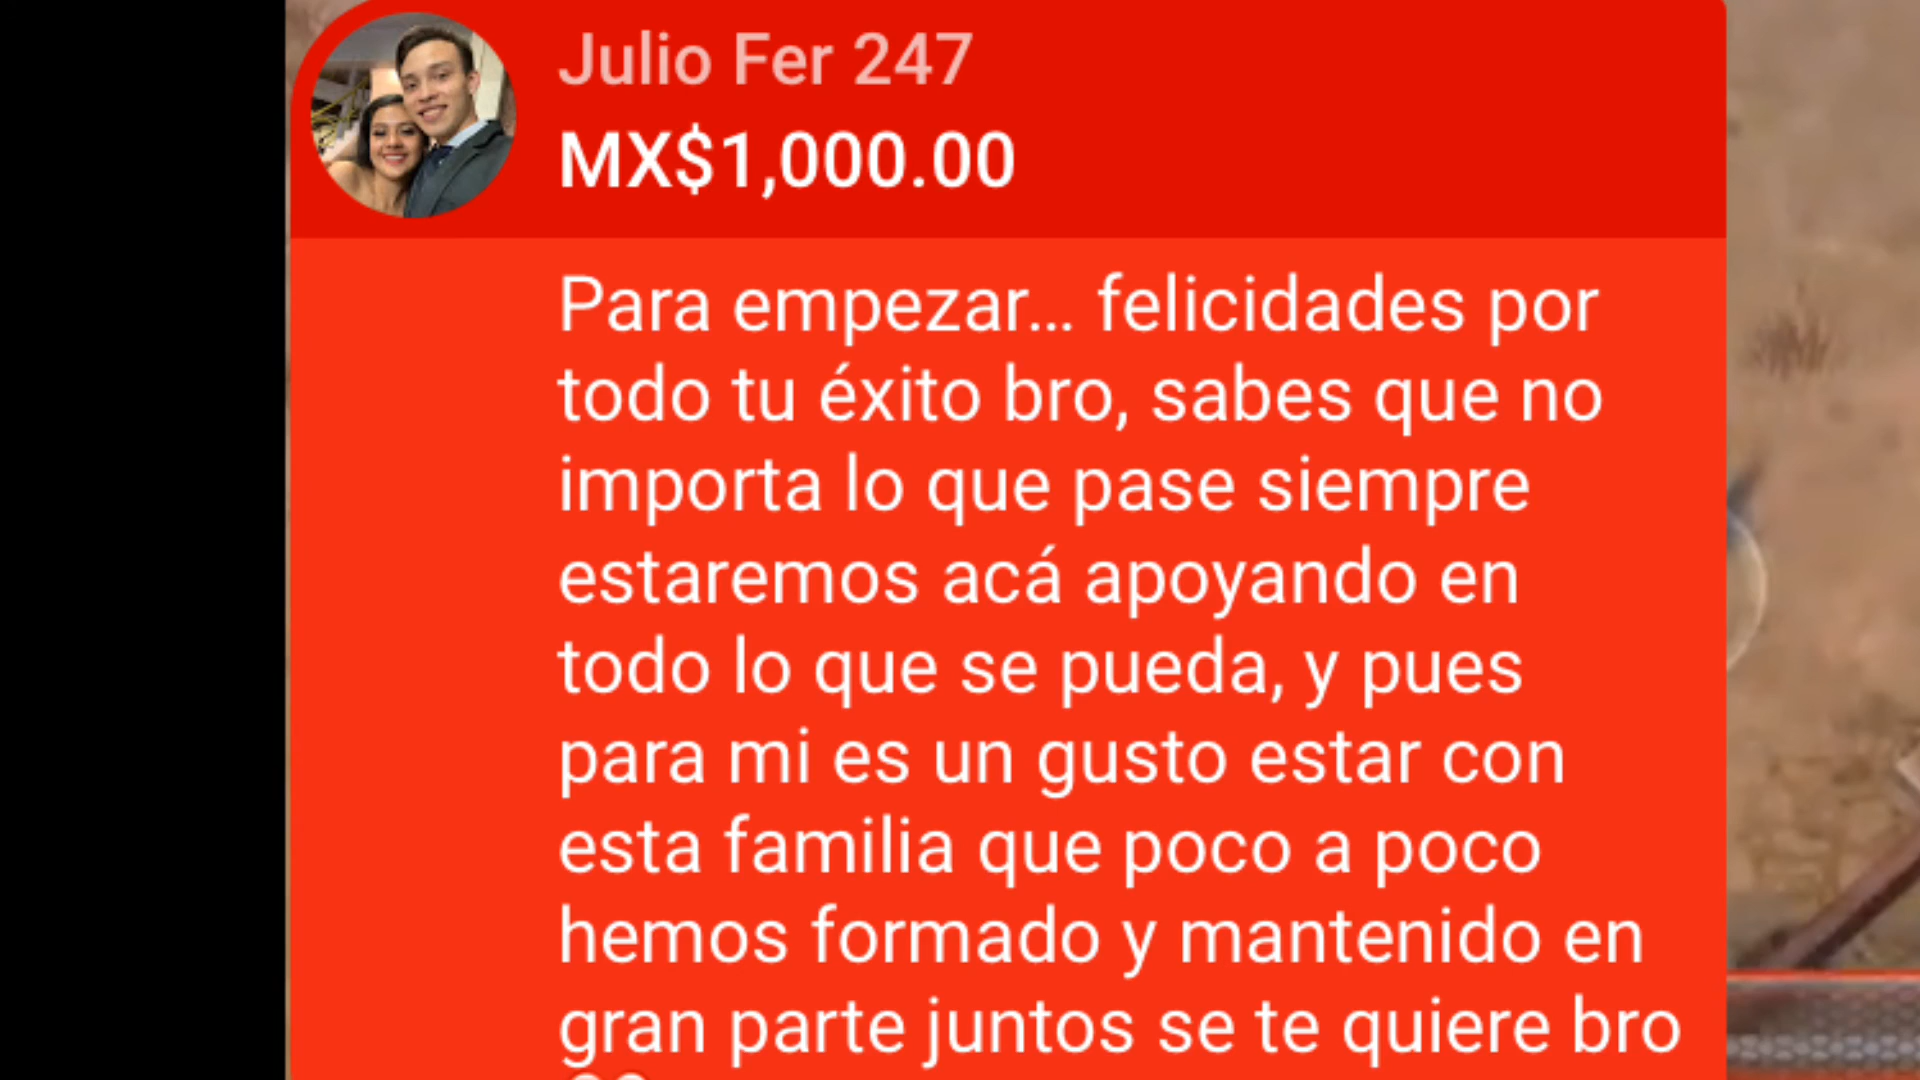 Julio Fer 247
MX$1,000.00
Para empezar... felicidades por
todo tu éxito bro, sabes que no
importa lo que pase siempre
estaremos acá apoyando en
todo lo que se pueda, y pues
para mi es un gusto estar con
esta familia que poco a poco
hemos formado y mantenido en
gran parte juntos se te quiere bro